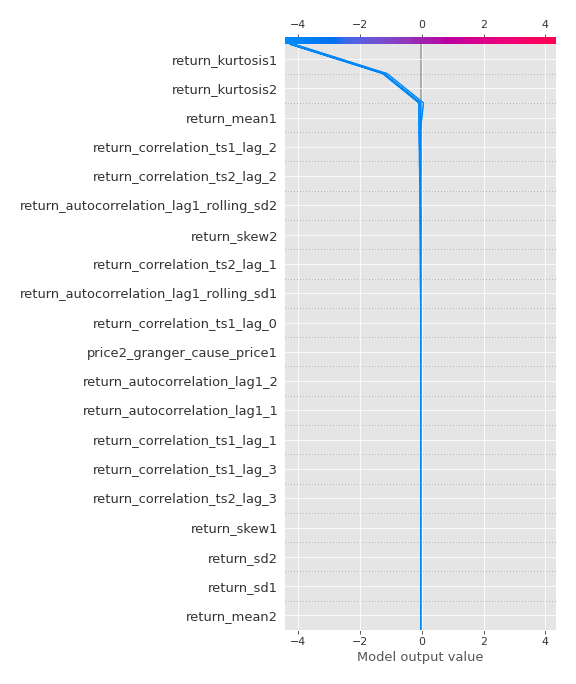 −4 −2 0 2 4
return_kurtosis1
return_kurtosis2
return_mean1
return_correlation_ts1_lag_2
return_correlation_ts2_lag_2
return_autocorrelation_lag1_rolling_sd2
return_skew2
return_correlation_ts2_lag_1
return_autocorrelation_lag1_rolling_sd1
return_correlation_ts1_lag_0
price2_granger_cause_price1
return_autocorrelation_lag1_2
return_autocorrelation_lag1_1
return_correlation_ts1_lag_1
return_correlation_ts1_lag_3
return_correlation_ts2_lag_3
return_skew1
return_sd2
return_sd1
return_mean2
−4 −2 0 2 4
Model output value